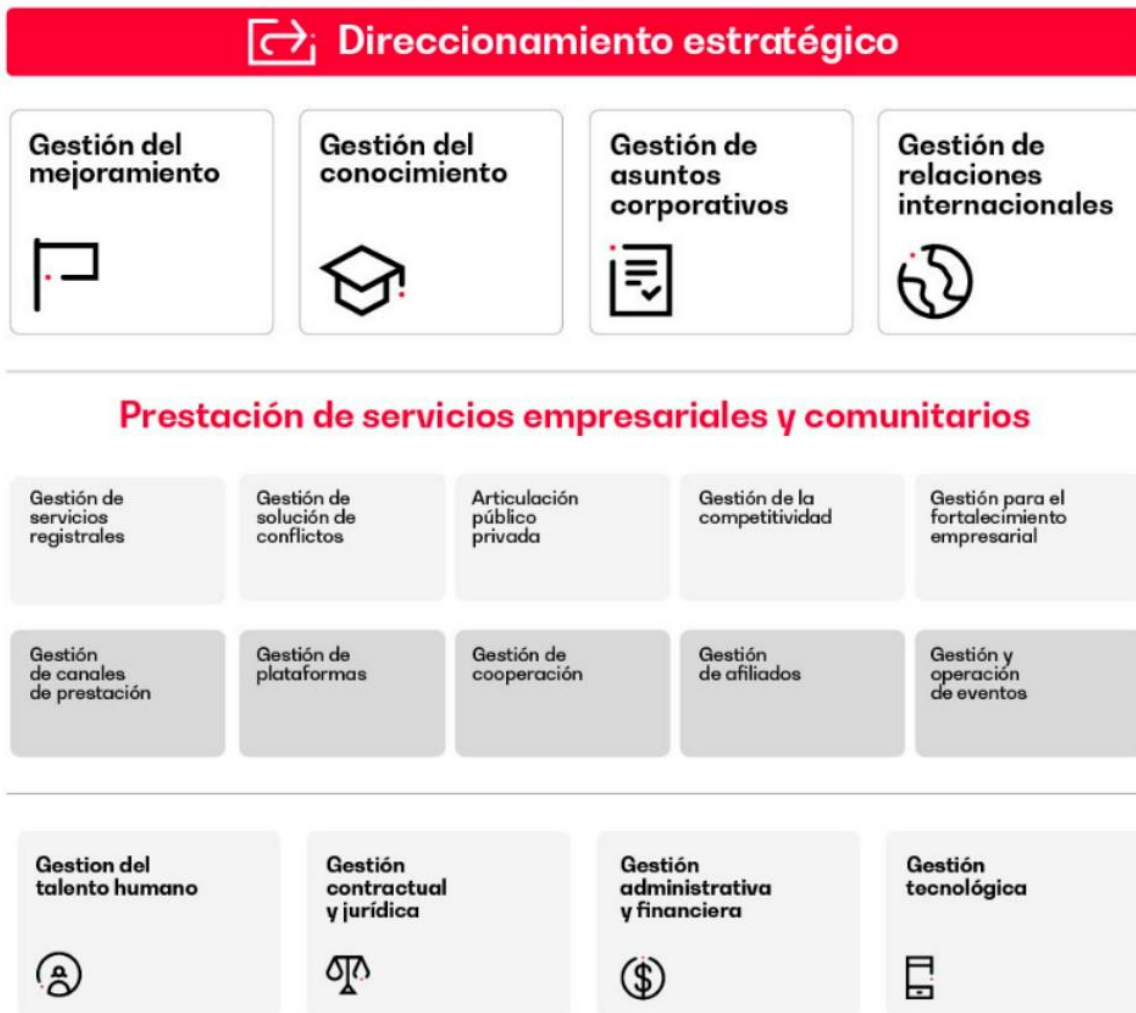 Direccionamiento estratégico
Gestión del
mejoramiento
Gestión del
conocimiento
Gestión de
asuntos
corporativos
Gestión de
relaciones
internacionales
Prestación de servicios empresariales y comunitarios
Gestión de
servicios
registrales
Gestión de
solución de
conflictos
Articulación
público
privada
Gestión de la
competitividad
Gestión para el
fortalecimiento
empresarial
Gestión
de canales
de prestación
Gestión de
plataformas
Gestión de
cooperación
Gestión
de afiliados
Gestión y
operación
de eventos
Gestion del
talento humano
Gestión
contractual
y jurídica
Gestión
administrativa
y financiera
Gestión
tecnológica